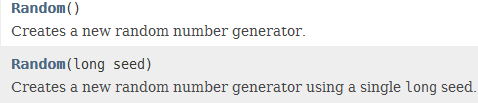 Random()
Creates a new random number generator.
Random(long seed)
Creates a new random number generator using a single long seed.